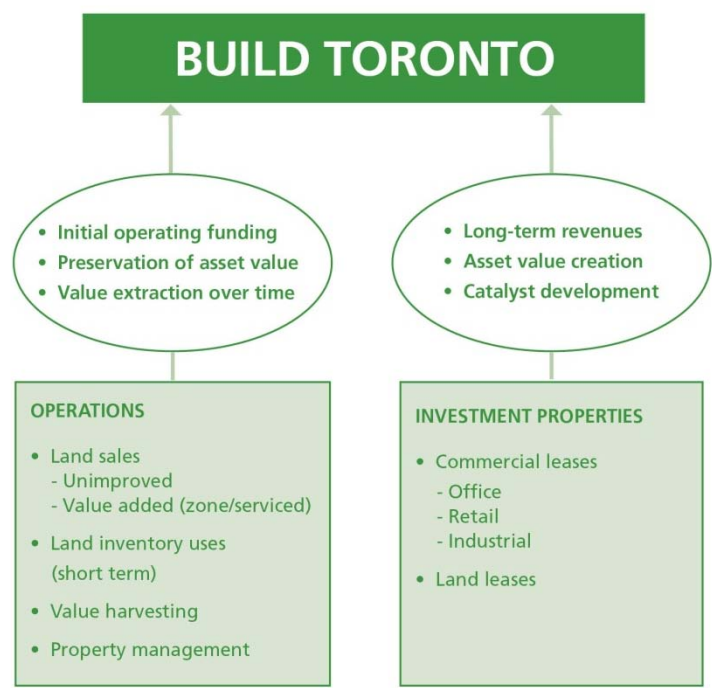 BUILD TORONTO
• Initial operating funding
• Preservation of asset value
• Value extraction over time
• Long-term revenues
• Asset value creation
• Catalyst development
OPERATIONS
• Land sales
- Unimproved
- Value added (zone/serviced)
• Land inventory uses
(short term)
• Value harvesting
• Property management
INVESTMENT PROPERTIES
• Commercial leases
- Office
- Retail
- Industrial
• Land leases